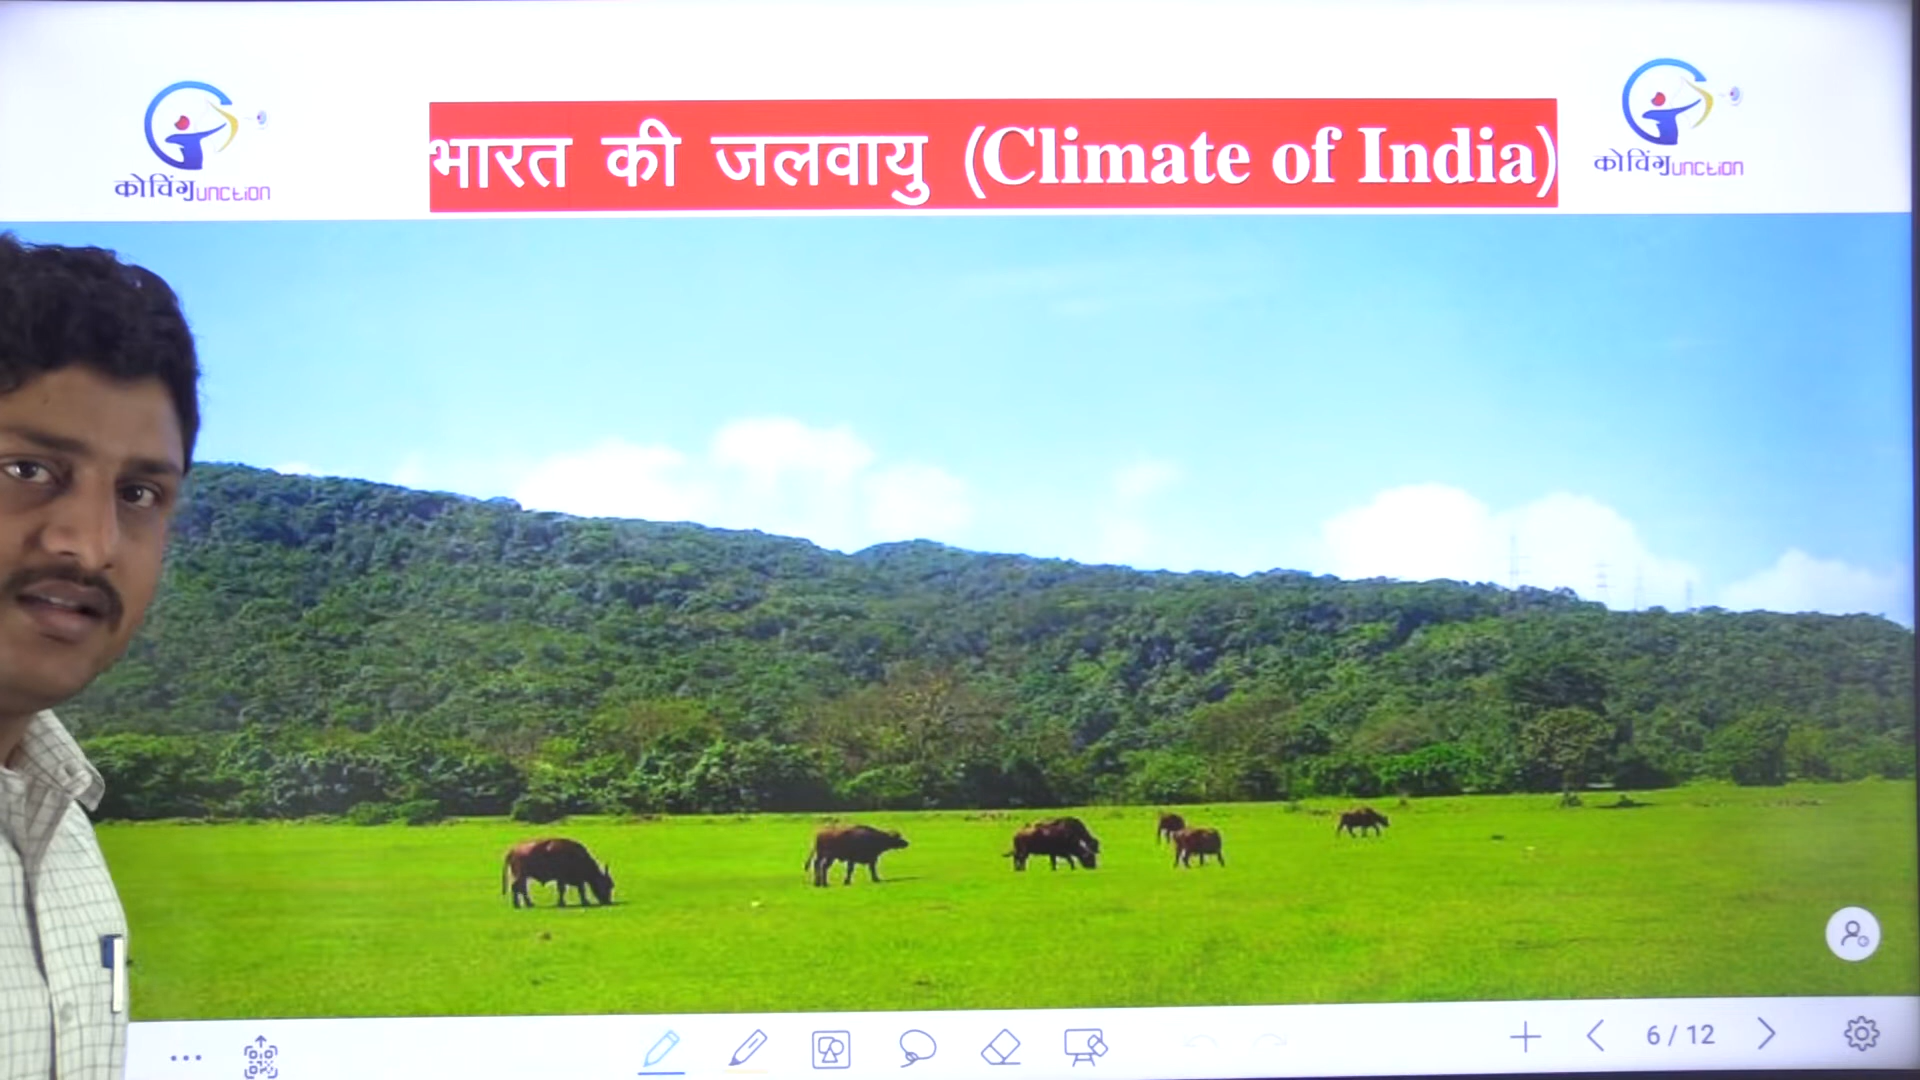 भारत की जलवायु (Climate of India)
कोचिंगJunction
कोचिंगJunction
6 / 12